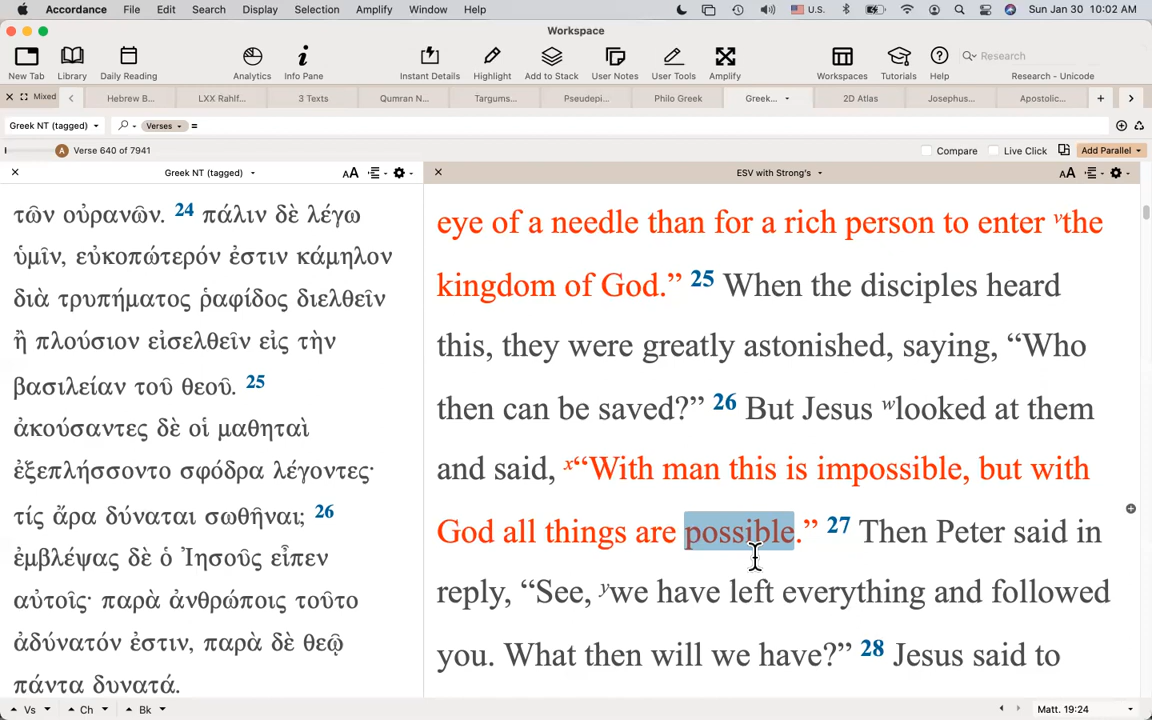 Accordance File Edit Search Display Selection Amplify Window Help U.S. Sun Jan 30 10:02 AM
Workspace
New Tab Library Daily Reading Analytics Info Pane Instant Details Highlight Add to Stack User Notes User Tools Amplify Workspaces Tutorials Help Research - Unicode
Research
Mixed Hebrew B... LXX Rahlf... 3 Texts Qumran N... Targums... Pseudepi... Philo Greek Greek... 2D Atlas Josephus... Apostolic...
Greek NT (tagged) Verses =
A Verse 640 of 7941 Compare Live Click Add Parallel
Greek NT (tagged) AA
τῶν οὐρανῶν. 24 πάλιν δὲ λέγω
ὑμῖν, εὐκοπώτερόν ἐστιν κάμηλον
διὰ τρυπήματος ῥαφίδος διελθεῖν
ἢ πλούσιον εἰσελθεῖν εἰς τὴν
βασιλείαν τοῦ θεοῦ. 25
ἀκούσαντες δὲ οἱ μαθηταὶ
ἐξεπλήσσοντο σφόδρα λέγοντες·
τίς ἄρα δύναται σωθῆναι; 26
ἐμβλέψας δὲ ὁ Ἰησοῦς εἶπεν
αὐτοῖς· παρὰ ἀνθρώποις τοῦτο
ἀδύνατόν ἐστιν, παρὰ δὲ θεῷ
πάντα δυνατά.
ESV with Strong's AA
eye of a needle than for a rich person to enter vthe
kingdom of God.” 25 When the disciples heard
this, they were greatly astonished, saying, “Who
then can be saved?” 26 But Jesus wlooked at them
and said, x“With man this is impossible, but with
God all things are possible.” 27 Then Peter said in
reply, “See, ywe have left everything and followed
you. What then will we have?” 28 Jesus said to
Vs Ch Bk Matt. 19:24